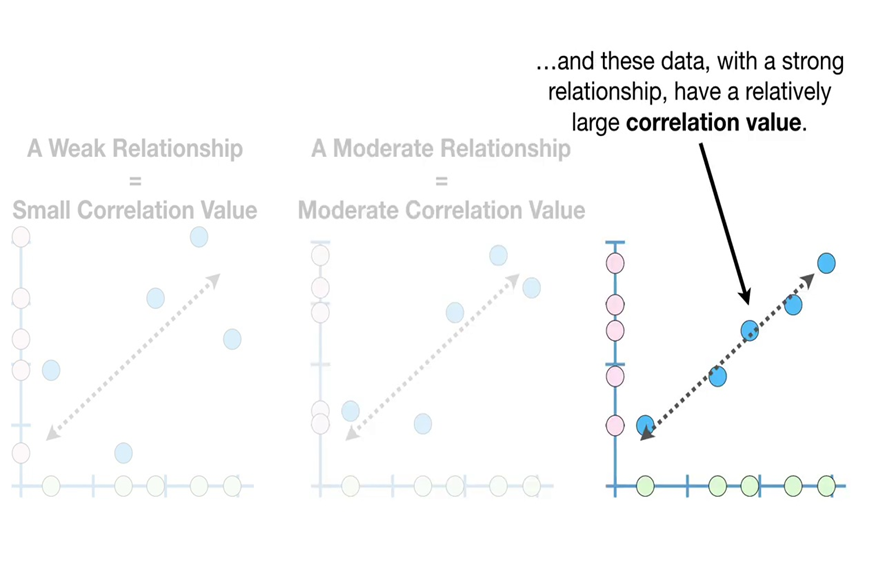 …and these data, with a strong
relationship, have a relatively
large correlation value.
A Weak Relationship
=
Small Correlation Value
A Moderate Relationship
=
Moderate Correlation Value